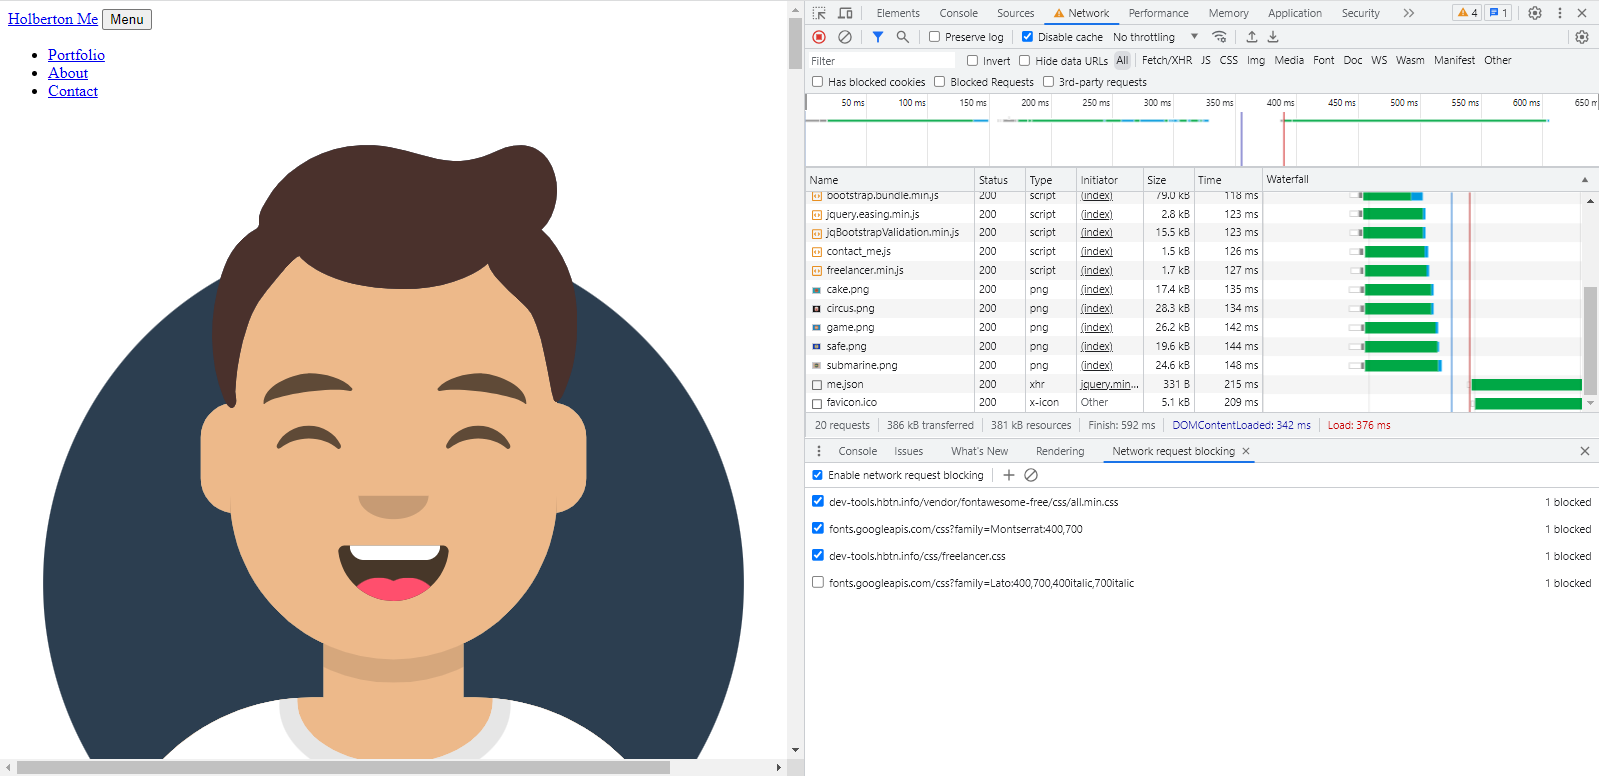 Holberton Me Menu
Portfolio
About
Contact
Elements Console Sources Network Performance Memory Application Security 4 1
Preserve log Disable cache No throttling
Filter Invert Hide data URLs All Fetch/XHR JS CSS Img Media Font Doc WS Wasm Manifest Other
Has blocked cookies Blocked Requests 3rd-party requests
50 ms 100 ms 150 ms 200 ms 250 ms 300 ms 350 ms 400 ms 450 ms 500 ms 550 ms 600 ms 650 m
Name Status Type Initiator Size Time Waterfall
bootstrap.bundle.min.js 200 script (index) 79.0 kB 118 ms
jquery.easing.min.js 200 script (index) 2.8 kB 123 ms
jqBootstrapValidation.min.js 200 script (index) 15.5 kB 123 ms
contact_me.js 200 script (index) 1.5 kB 126 ms
freelancer.min.js 200 script (index) 1.7 kB 127 ms
cake.png 200 png (index) 17.4 kB 135 ms
circus.png 200 png (index) 28.3 kB 134 ms
game.png 200 png (index) 26.2 kB 142 ms
safe.png 200 png (index) 19.6 kB 144 ms
submarine.png 200 png (index) 24.6 kB 148 ms
me.json 200 xhr jquery.min... 331 B 215 ms
favicon.ico 200 x-icon Other 5.1 kB 209 ms
20 requests 386 kB transferred 381 kB resources Finish: 592 ms DOMContentLoaded: 342 ms Load: 376 ms
Console Issues What's New Rendering Network request blocking
Enable network request blocking
dev-tools.hbtn.info/vendor/fontawesome-free/css/all.min.css 1 blocked
fonts.googleapis.com/css?family=Montserrat:400,700 1 blocked
dev-tools.hbtn.info/css/freelancer.css 1 blocked
fonts.googleapis.com/css?family=Lato:400,700,400italic,700italic 1 blocked